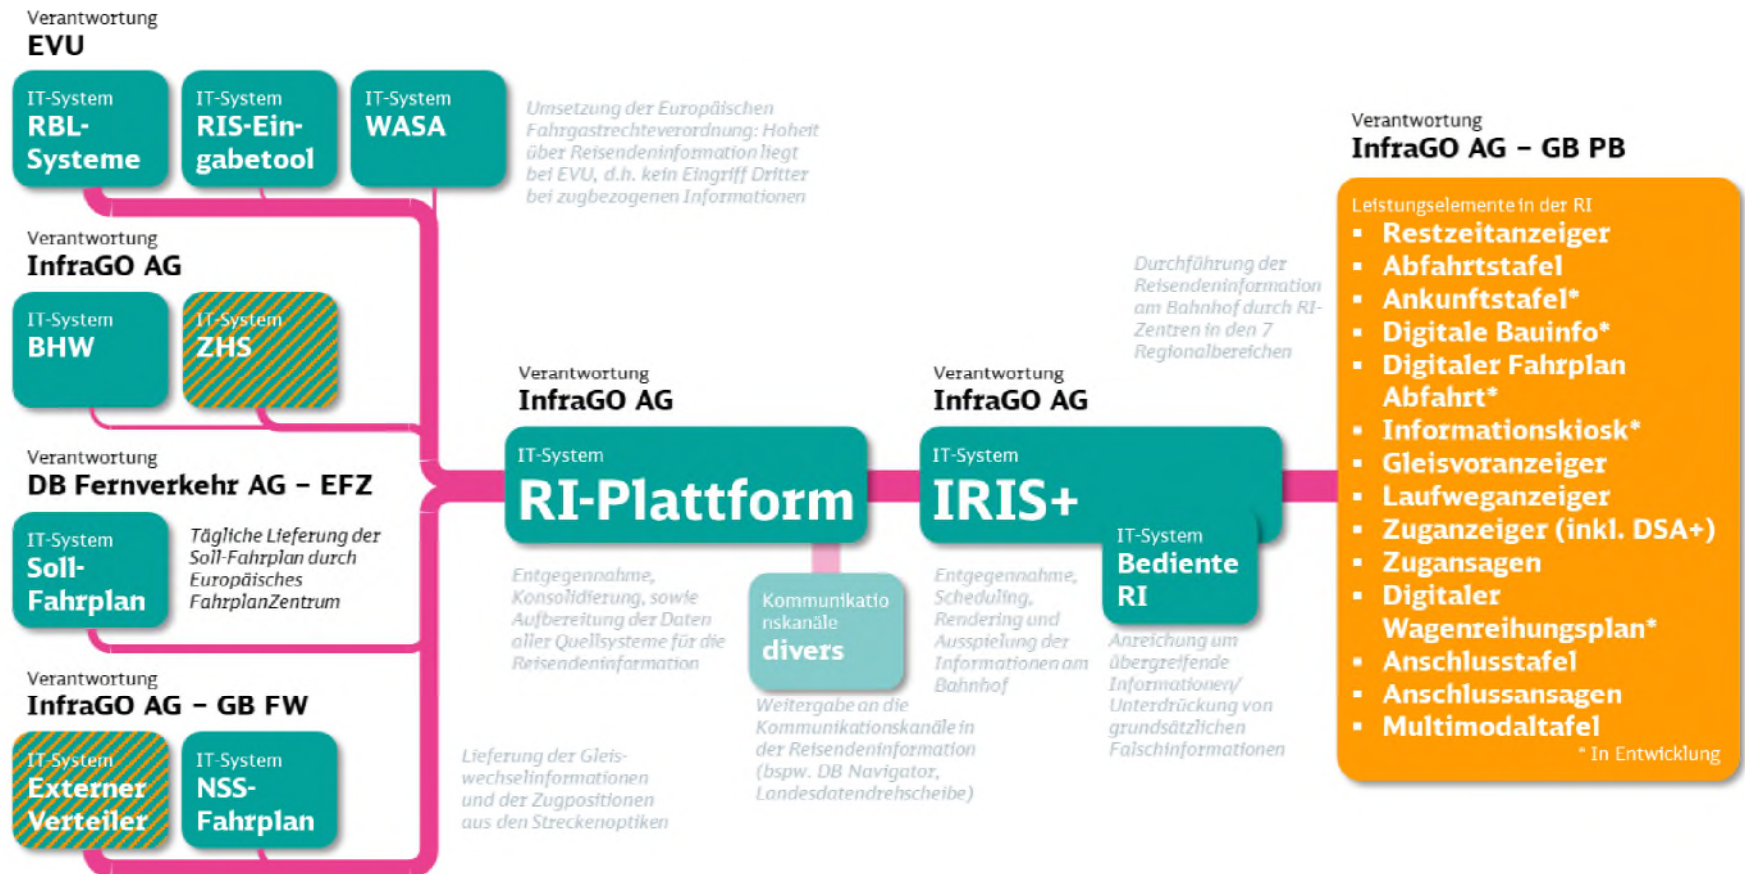 Verantwortung
EVU
IT-System
RBL-
Systeme
IT-System
RIS-Ein-
gabetool
IT-System
WASA
Umsetzung der Europäischen
Fahrgastrechteverordnung: Hoheit
über Reisendeninformation liegt
bei EVU, d.h. kein Eingriff Dritter
bei zugbezogenen Informationen
Verantwortung
InfraGO AG
IT-System
BHW
IT-System
ZHS
Verantwortung
DB Fernverkehr AG – EFZ
IT-System
Soll-
Fahrplan
Tägliche Lieferung der
Soll-Fahrplan durch
Europäisches
FahrplanZentrum
Verantwortung
InfraGO AG – GB FW
IT-System
Externer
Verteiler
IT-System
NSS-
Fahrplan
Lieferung der Gleis-
wechselinformationen
und der Zugpositionen
aus den Streckenoptiken
Verantwortung
InfraGO AG
IT-System
RI-Plattform
Entgegennahme,
Konsolidierung, sowie
Aufbereitung der Daten
aller Quellsysteme für die
Reisendeninformation
Kommunikatio
nskanäle
divers
Weitergabe an die
Kommunikationskanäle in
der Reisendeninformation
(bspw. DB Navigator,
Landesdatendrehscheibe)
Verantwortung
InfraGO AG
IT-System
IRIS+
Entgegennahme,
Scheduling,
Rendering und
Ausspielung der
Informationen am
Bahnhof
IT-System
Bediente
RI
Anreichung um
übergreifende
Informationen/
Unterdrückung von
grundsätzlichen
Falschinformationen
Durchführung der
Reisendeninformation
am Bahnhof durch RI-
Zentren in den 7
Regionalbereichen
Verantwortung
InfraGO AG – GB PB
Leistungselemente in der RI
▪ Restzeitanzeiger
▪ Abfahrtstafel
▪ Ankunftstafel*
▪ Digitale Bauinfo*
▪ Digitaler Fahrplan
Abfahrt*
▪ Informationskiosk*
▪ Gleisvoranzeiger
▪ Laufweganzeiger
▪ Zuganzeiger (inkl. DSA+)
▪ Zugansagen
▪ Digitaler
Wagenreihungsplan*
▪ Anschlusstafel
▪ Anschlussansagen
▪ Multimodaltafel
* In Entwicklung